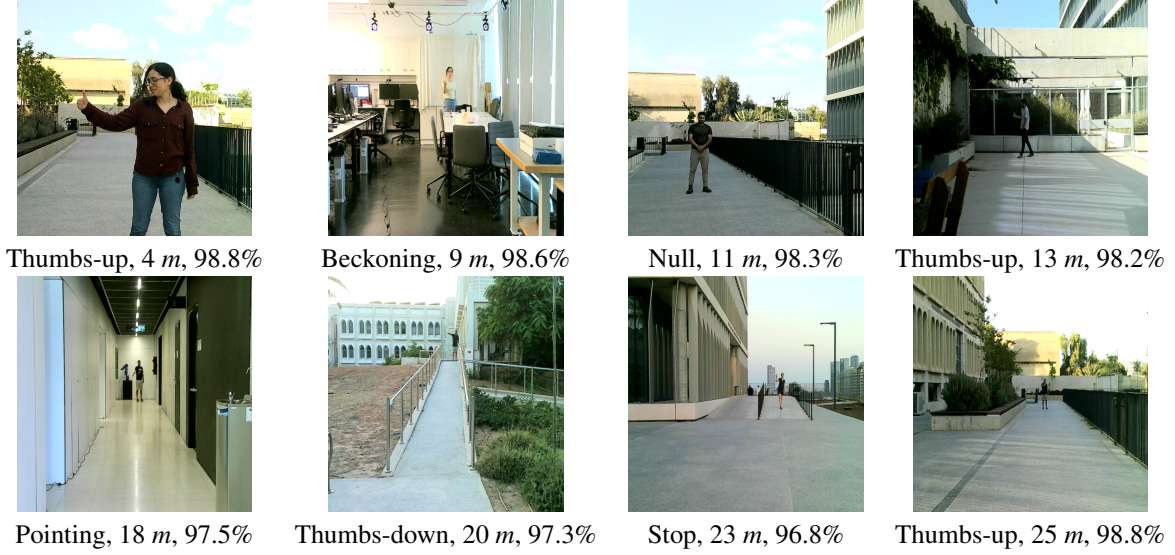 Thumbs-up, 4 m, 98.8%
Beckoning, 9 m, 98.6%
Null, 11 m, 98.3%
Thumbs-up, 13 m, 98.2%
Pointing, 18 m, 97.5%
Thumbs-down, 20 m, 97.3%
Stop, 23 m, 96.8%
Thumbs-up, 25 m, 98.8%